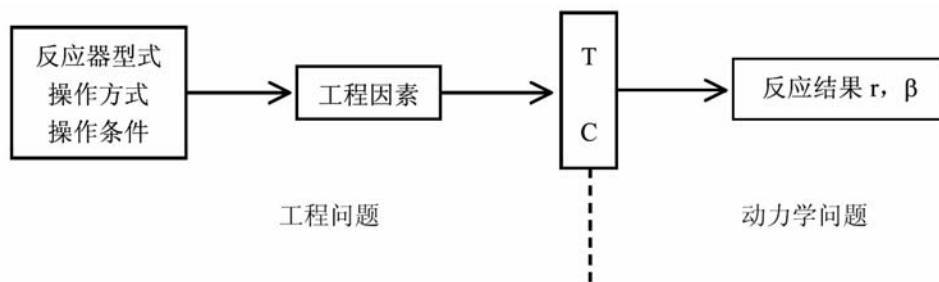 反应器型式
操作方式
操作条件
工程因素
T
C
反应结果 r，β
工程问题
动力学问题